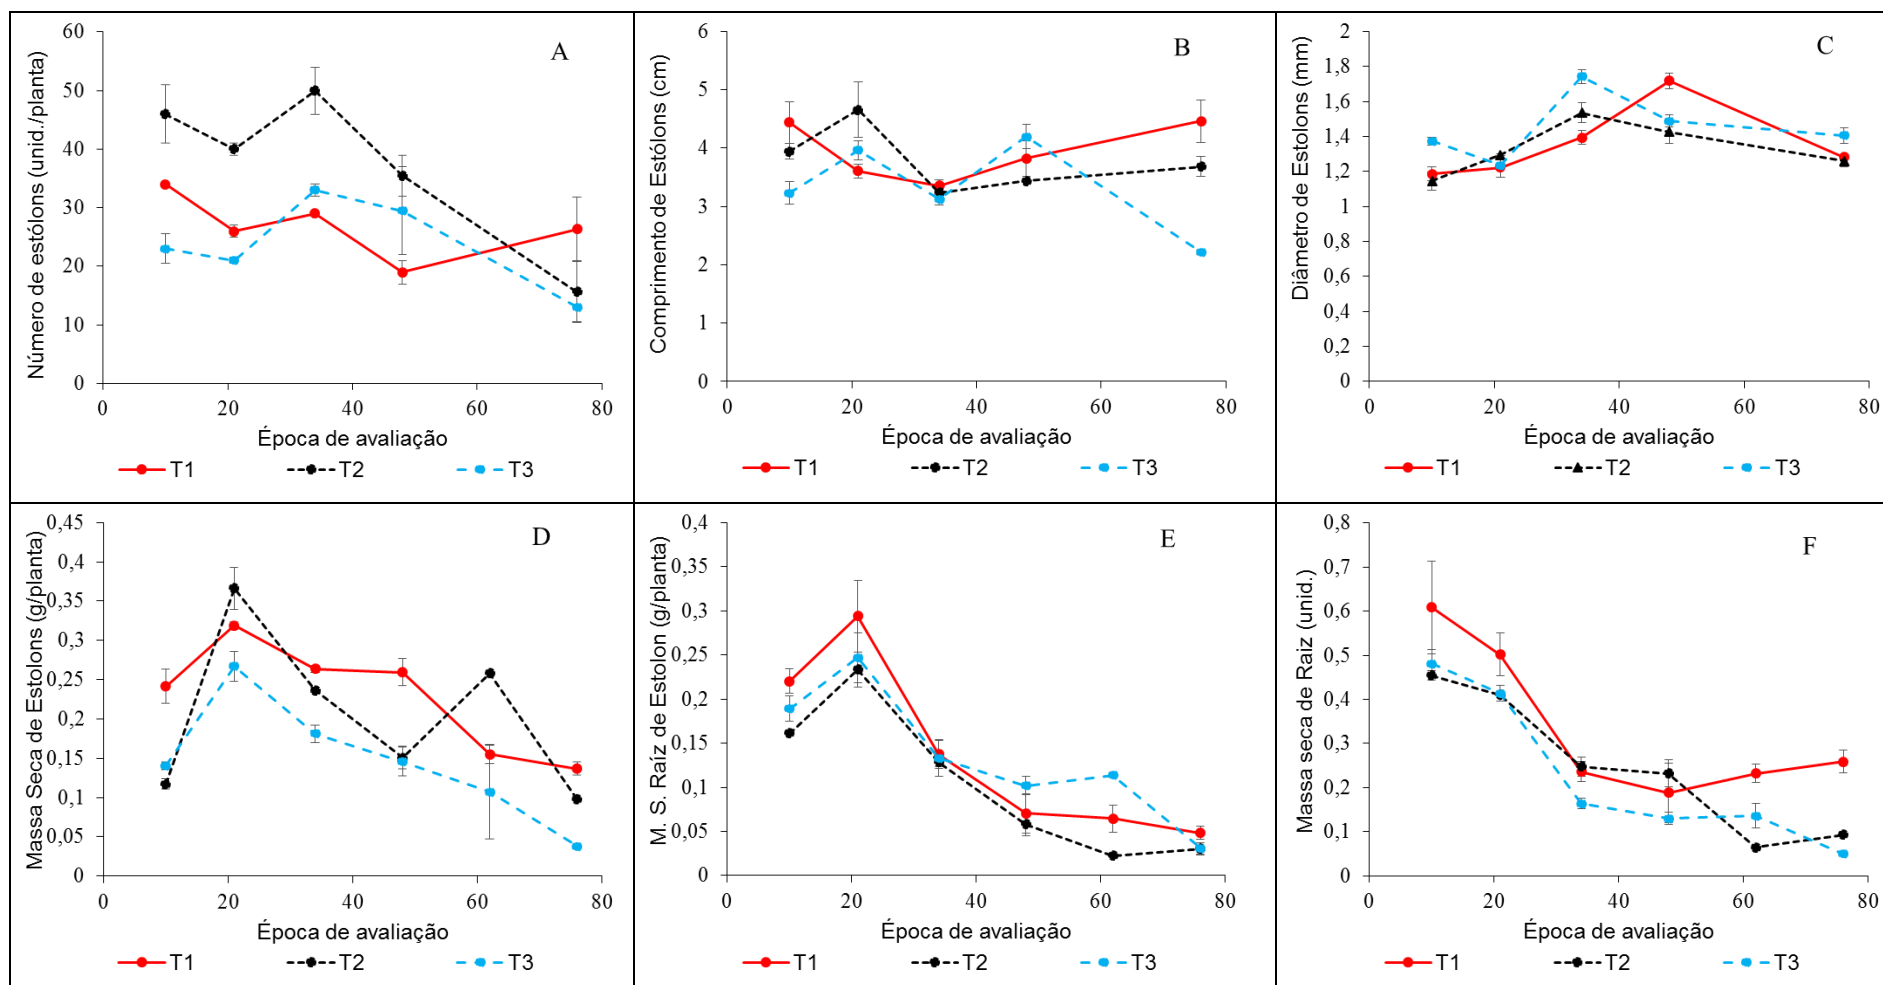 A
Número de estólons (unid./planta)
60
50
40
30
20
10
0
0 20 40 60 80
Época de avaliação
T1 T2 T3
B
Comprimento de Estólons (cm)
6
5
4
3
2
1
0
0 20 40 60 80
Época de avaliação
T1 T2 T3
C
Diâmetro de Estolons (mm)
2
1,8
1,6
1,4
1,2
1
0,8
0,6
0,4
0,2
0
0 20 40 60 80
Época de avaliação
T1 T2 T3
D
Massa Seca de Estolons (g/planta)
0,45
0,4
0,35
0,3
0,25
0,2
0,15
0,1
0,05
0
0 20 40 60 80
Época de avaliação
T1 T2 T3
E
M. S. Raíz de Estolon (g/planta)
0,4
0,35
0,3
0,25
0,2
0,15
0,1
0,05
0
0 20 40 60 80
Época de avaliação
T1 T2 T3
F
Massa seca de Raiz (unid.)
0,8
0,7
0,6
0,5
0,4
0,3
0,2
0,1
0
0 20 40 60 80
Época de avaliação
T1 T2 T3